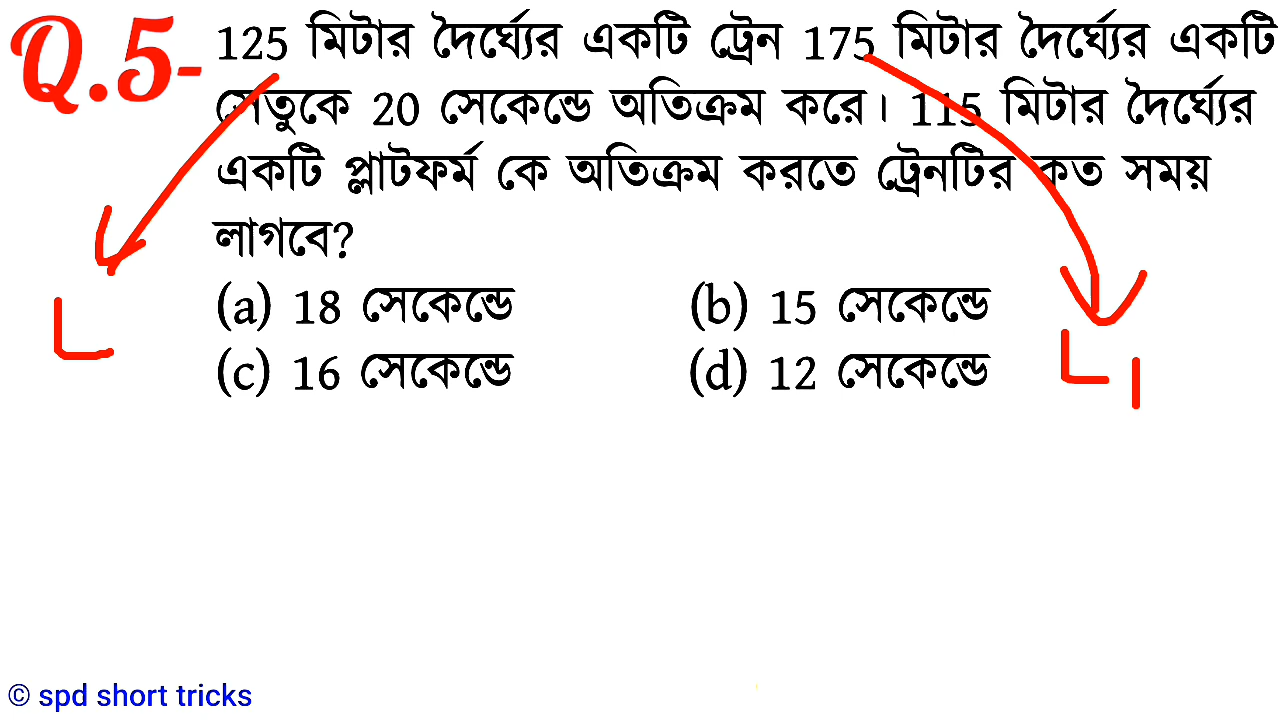 Q.5- 125 মিটার দৈর্ঘ্যের একটি ট্রেন 175 মিটার দৈর্ঘ্যের একটি
সেতুকে 20 সেকেন্ডে অতিক্রম করে। 115 মিটার দৈর্ঘ্যের
একটি প্লাটফর্ম কে অতিক্রম করতে ট্রেনটির কত সময়
লাগবে?
(a) 18 সেকেন্ডে (b) 15 সেকেন্ডে
(c) 16 সেকেন্ডে (d) 12 সেকেন্ডে
L L1
© spd short tricks